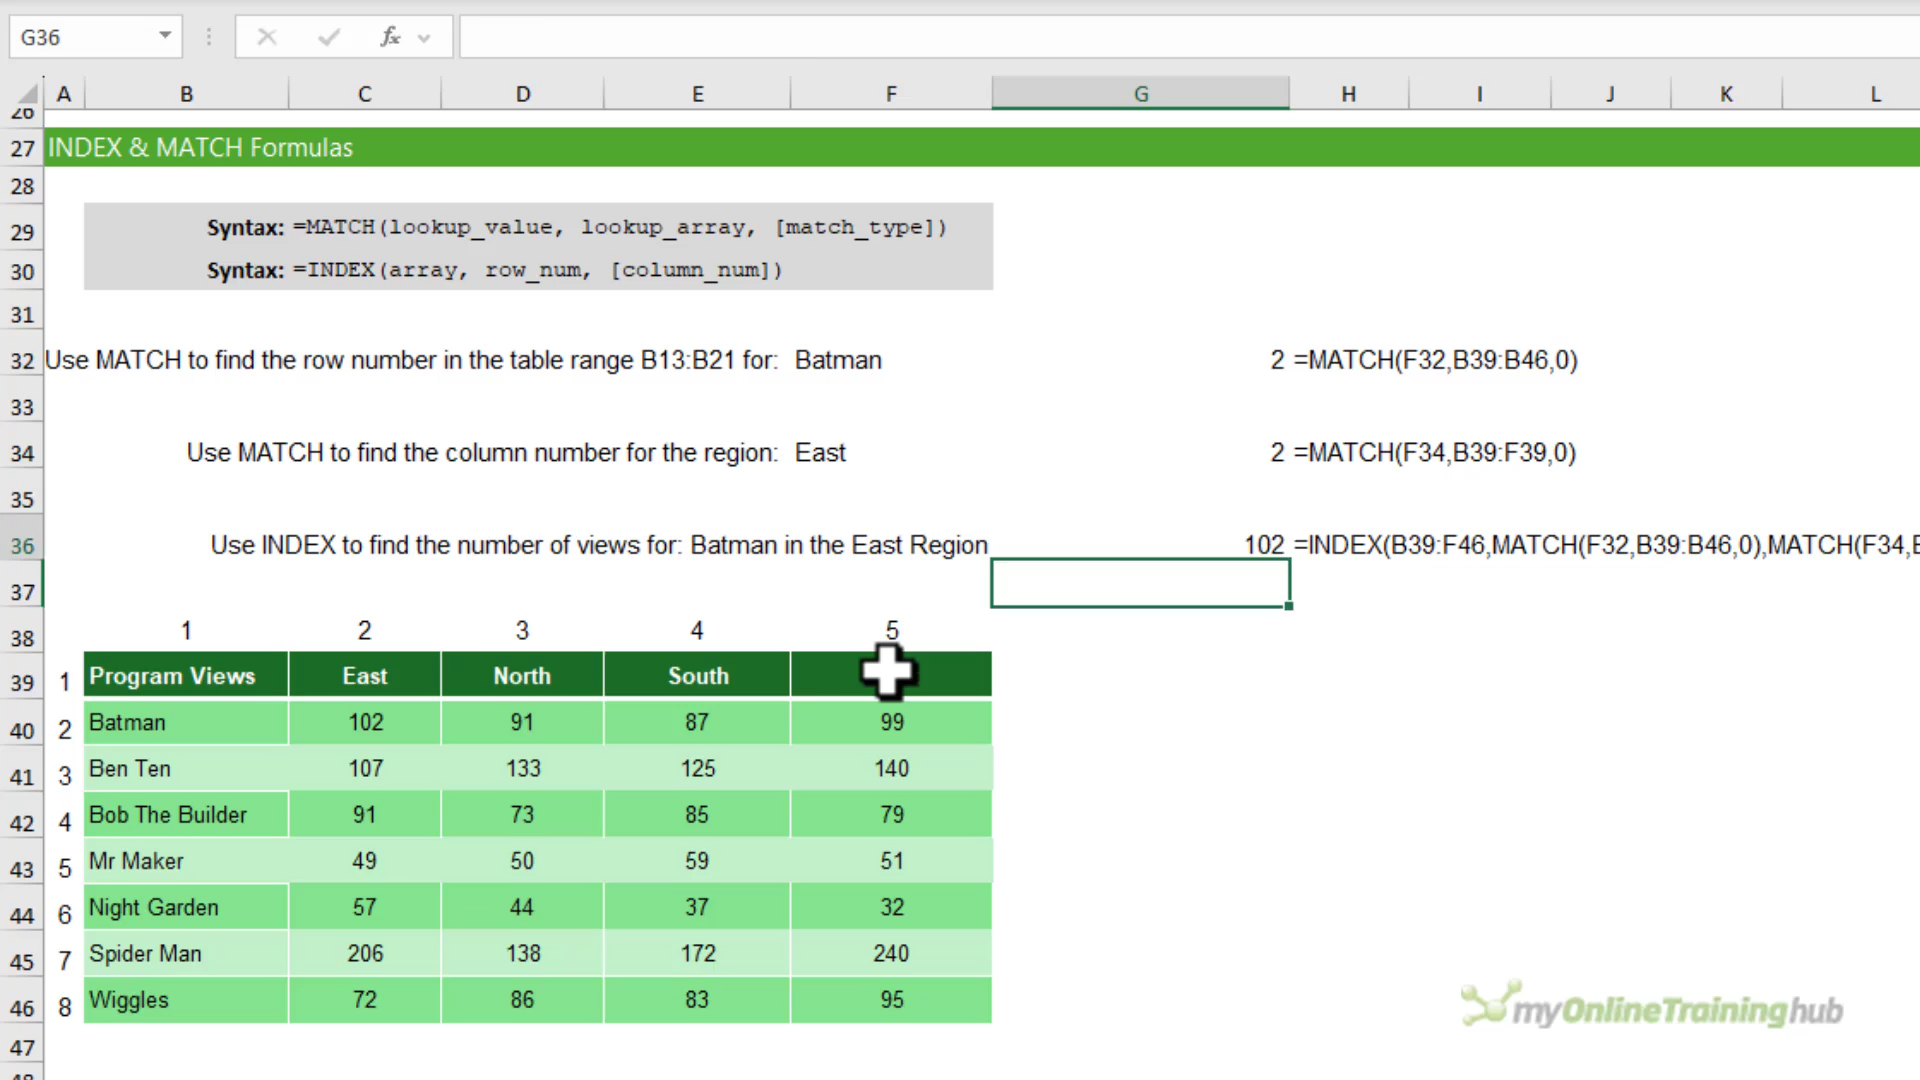 G36
fx
A B C D E F G H I J K L
26
27 INDEX & MATCH Formulas
28
29 Syntax: =MATCH(lookup_value, lookup_array, [match_type])
30 Syntax: =INDEX(array, row_num, [column_num])
31
32 Use MATCH to find the row number in the table range B13:B21 for: Batman 2 =MATCH(F32,B39:B46,0)
33
34 Use MATCH to find the column number for the region: East 2 =MATCH(F34,B39:F39,0)
35
36 Use INDEX to find the number of views for: Batman in the East Region 102 =INDEX(B39:F46,MATCH(F32,B39:B46,0),MATCH(F34,
37
38 1 2 3 4 5
39 1 Program Views East North South
40 2 Batman 102 91 87 99
41 3 Ben Ten 107 133 125 140
42 4 Bob The Builder 91 73 85 79
43 5 Mr Maker 49 50 59 51
44 6 Night Garden 57 44 37 32
45 7 Spider Man 206 138 172 240
46 8 Wiggles 72 86 83 95
47
myOnlineTraininghub